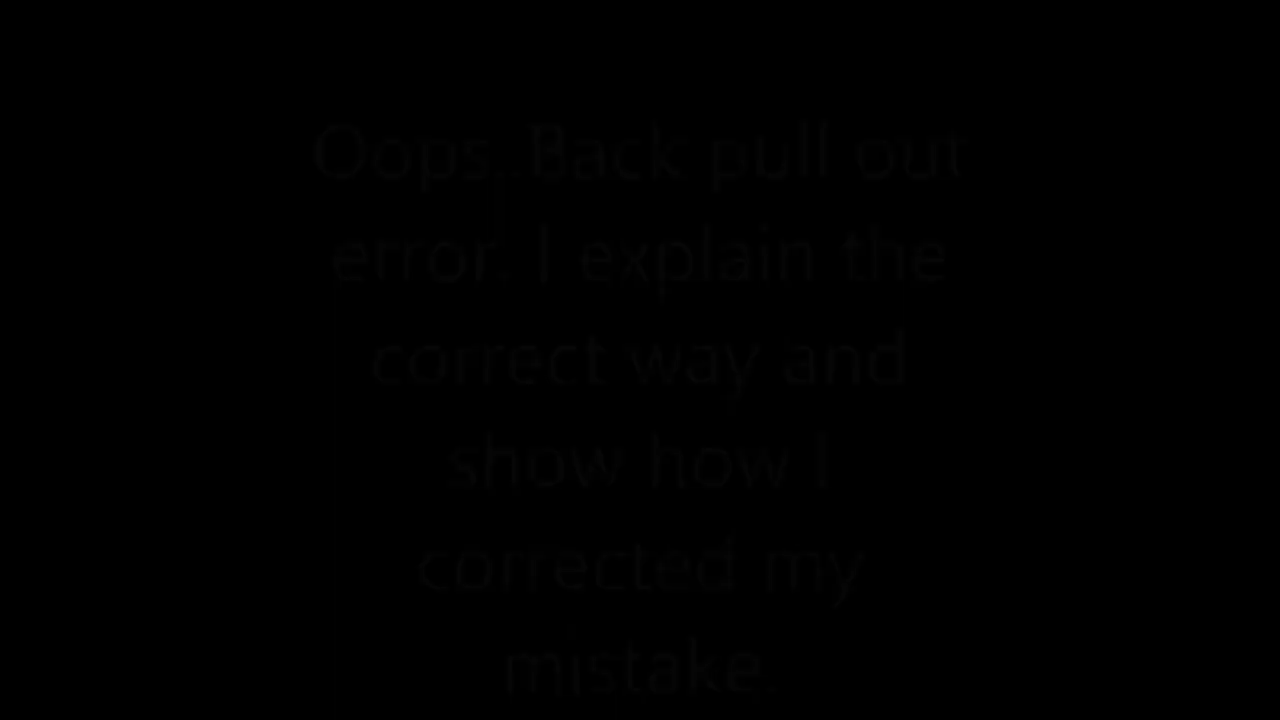 Oops..Back pull out
error. I explain the
correct way and
show how I
corrected my
mistake.